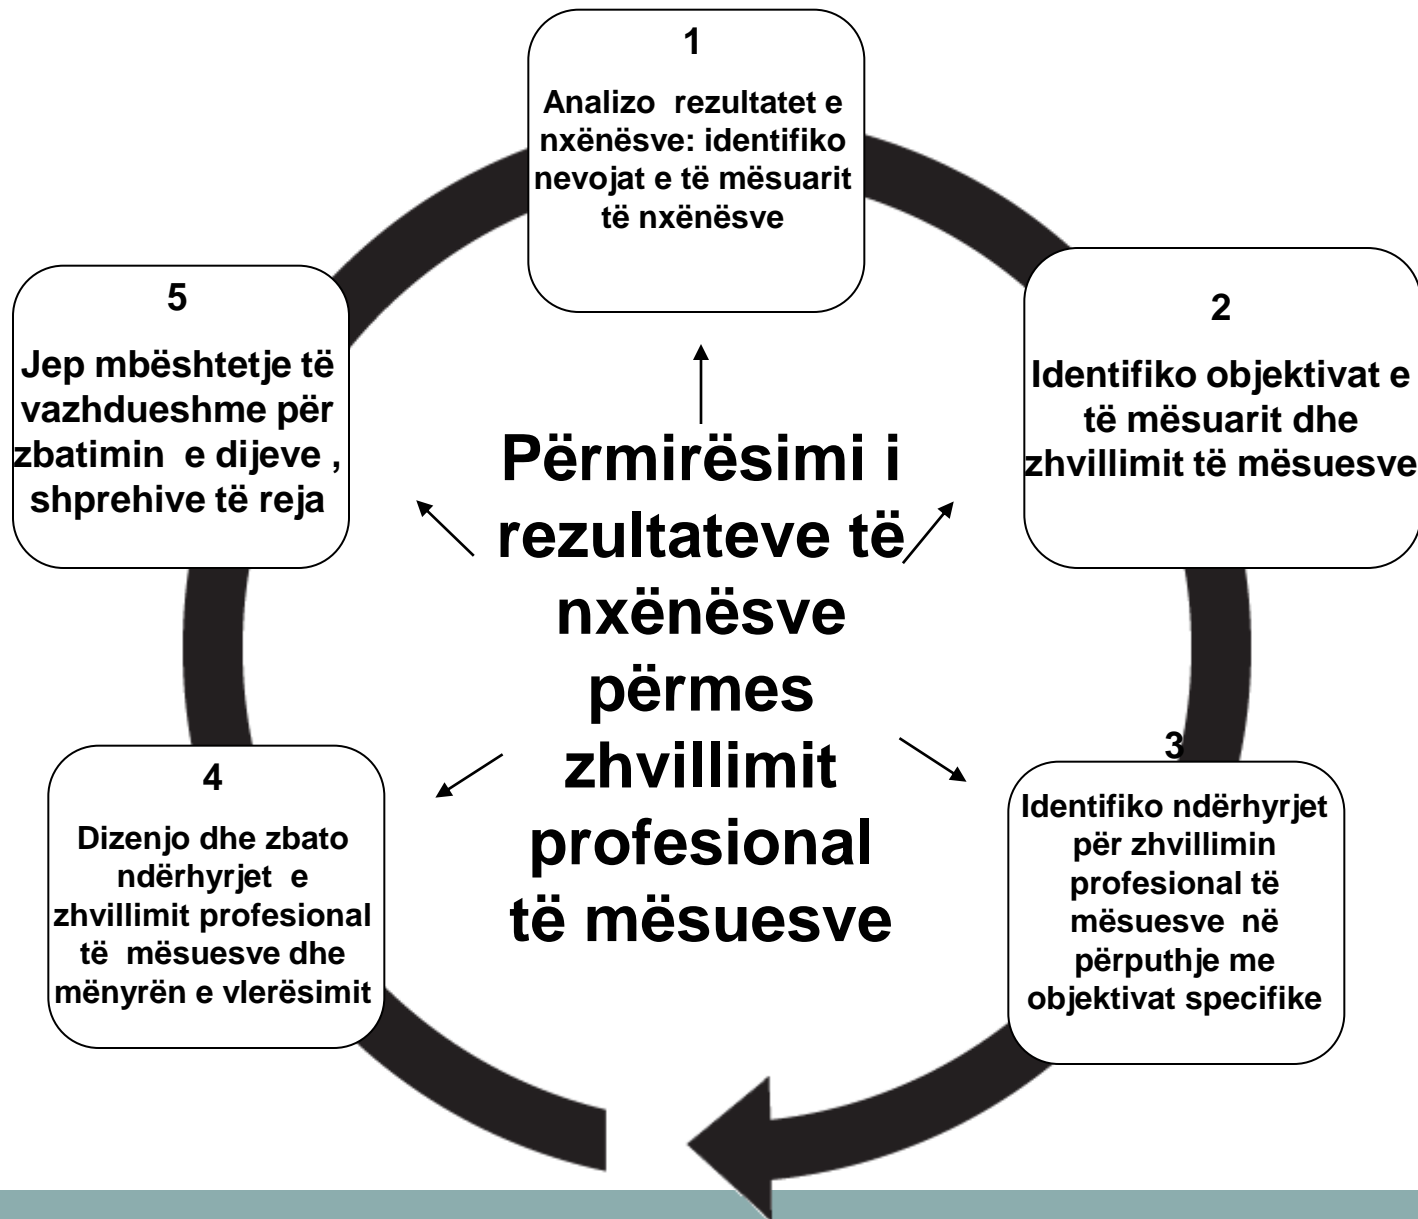 1
Analizo rezultatet e
nxënësve: identifiko
nevojat e të mësuarit
të nxënësve
2
Identifiko objektivat e
të mësuarit dhe
zhvillimit të mësuesve
3
Identifiko ndërhyrjet
për zhvillimin
profesional të
mësuesve në
përputhje me
objektivat specifike
4
Dizenjo dhe zbato
ndërhyrjet e
zhvillimit profesional
të mësuesve dhe
mënyrën e vlerësimit
5
Jep mbështetje të
vazhdueshme për
zbatimin e dijeve ,
shprehive të reja
Përmirësimi i
rezultateve të
nxënësve
përmes
zhvillimit
profesional
të mësuesve